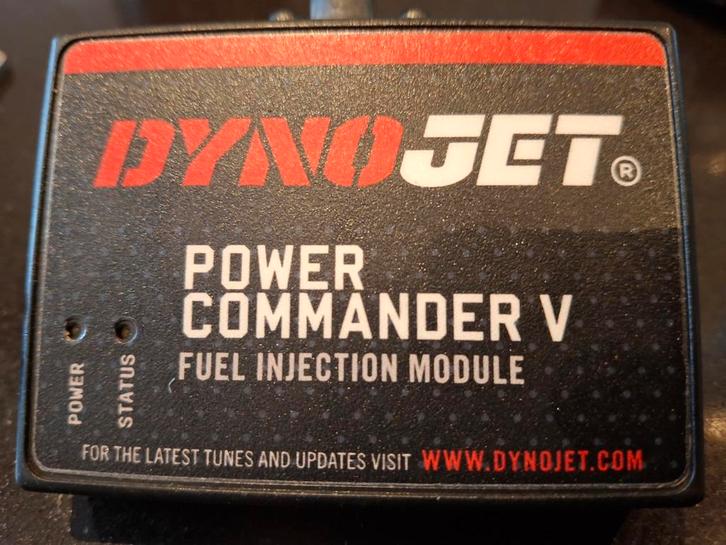 DYNOJET®
POWER
COMMANDER V
FUEL INJECTION MODULE
POWER
STATUS
FOR THE LATEST TUNES AND UPDATES VISIT WWW.DYNOJET.COM